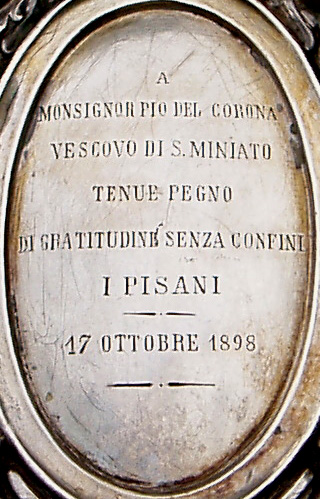 A
MONSIGNOR PIO DEL CORONA
VESCOVO DI S. MINIATO
TENUE PEGNO
DI GRATITUDINE SENZA CONFINI
I PISANI
17 OTTOBRE 1898